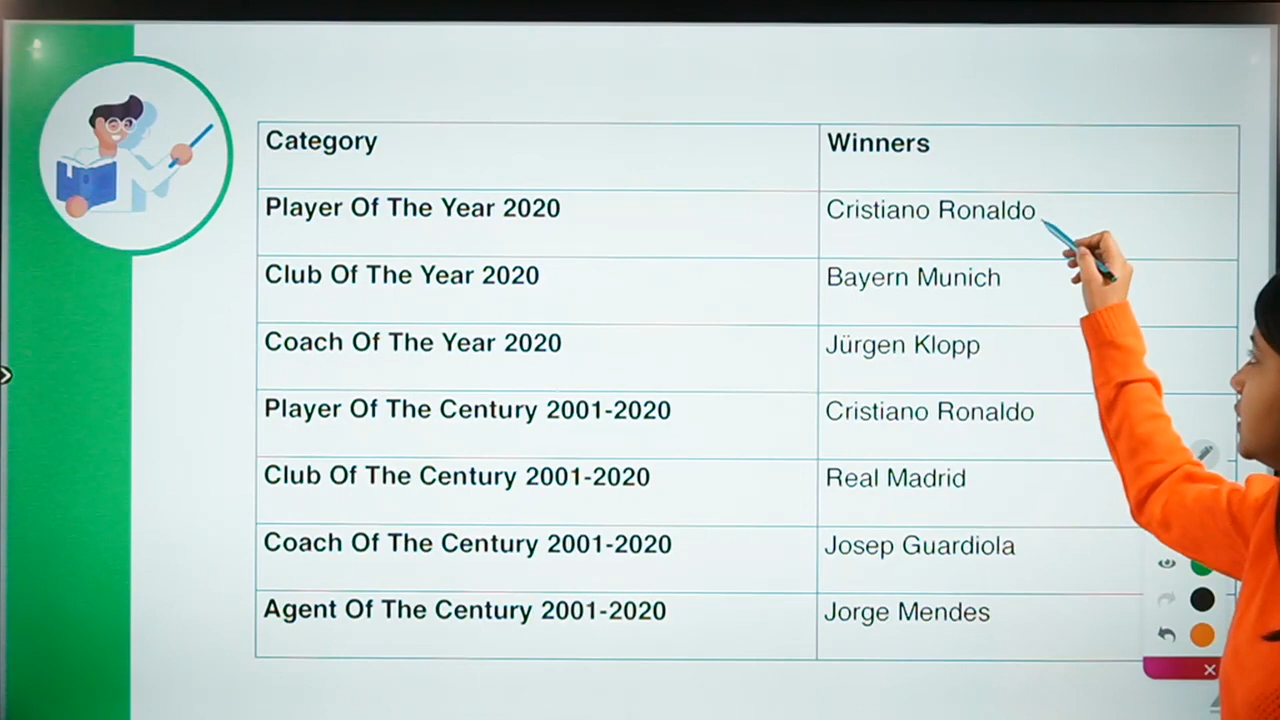 Category Winners
Player Of The Year 2020 Cristiano Ronaldo
Club Of The Year 2020 Bayern Munich
Coach Of The Year 2020 Jürgen Klopp
Player Of The Century 2001-2020 Cristiano Ronaldo
Club Of The Century 2001-2020 Real Madrid
Coach Of The Century 2001-2020 Josep Guardiola
Agent Of The Century 2001-2020 Jorge Mendes